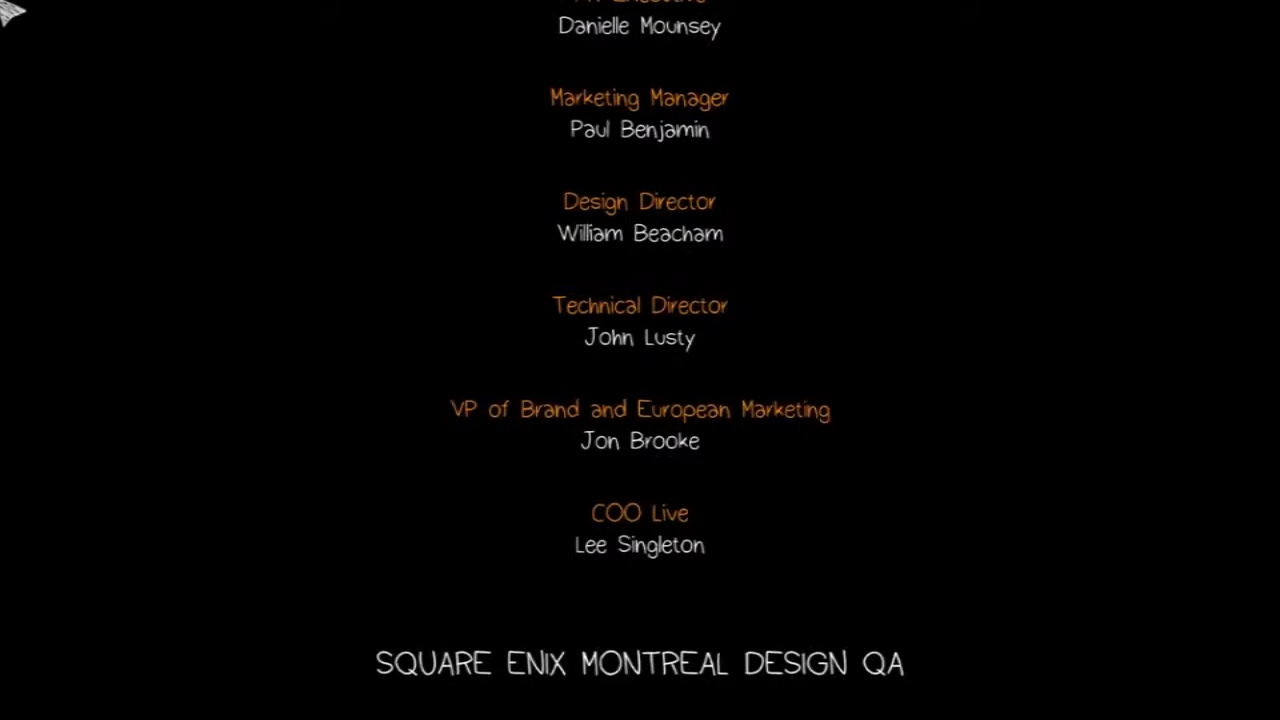 Executive
Danielle Mounsey
Marketing Manager
Paul Benjamin
Design Director
William Beacham
Technical Director
John Lusty
VP of Brand and European Marketing
Jon Brooke
COO Live
Lee Singleton
SQUARE ENIX MONTREAL DESIGN QA